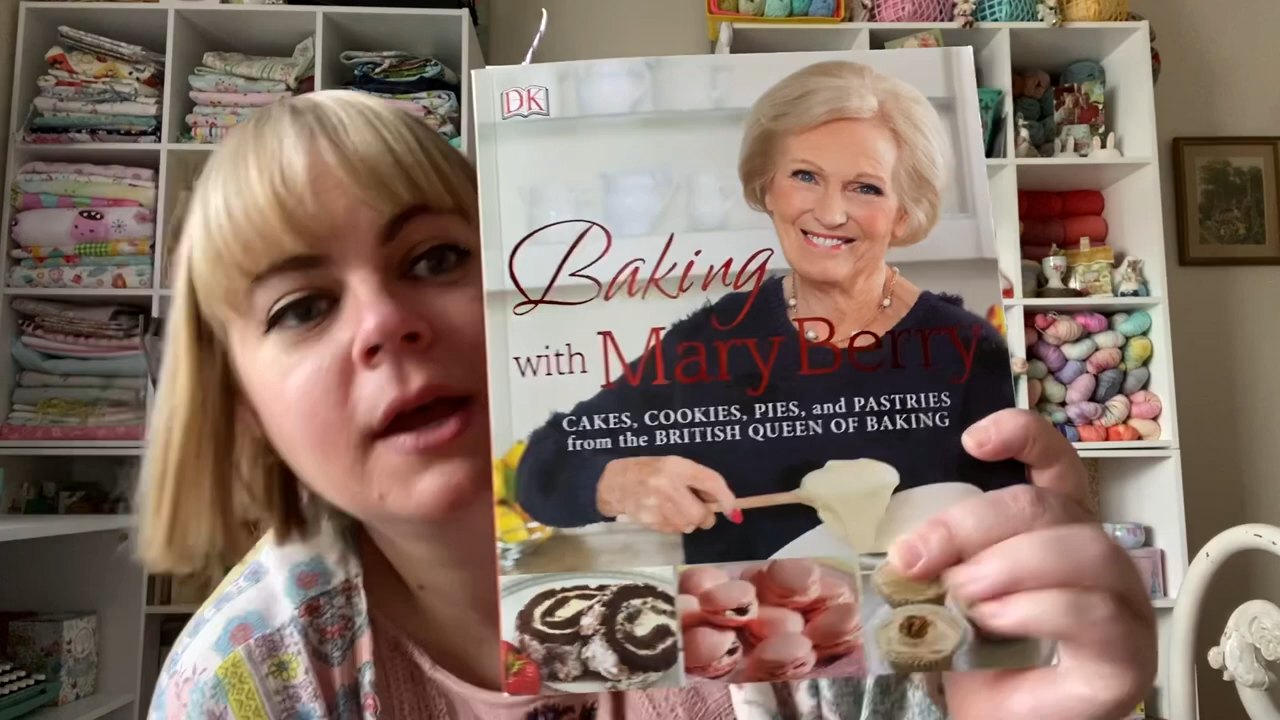 DK
Baking
with Mary Berry
CAKES, COOKIES, PIES, and PASTRIES
from the BRITISH QUEEN OF BAKING